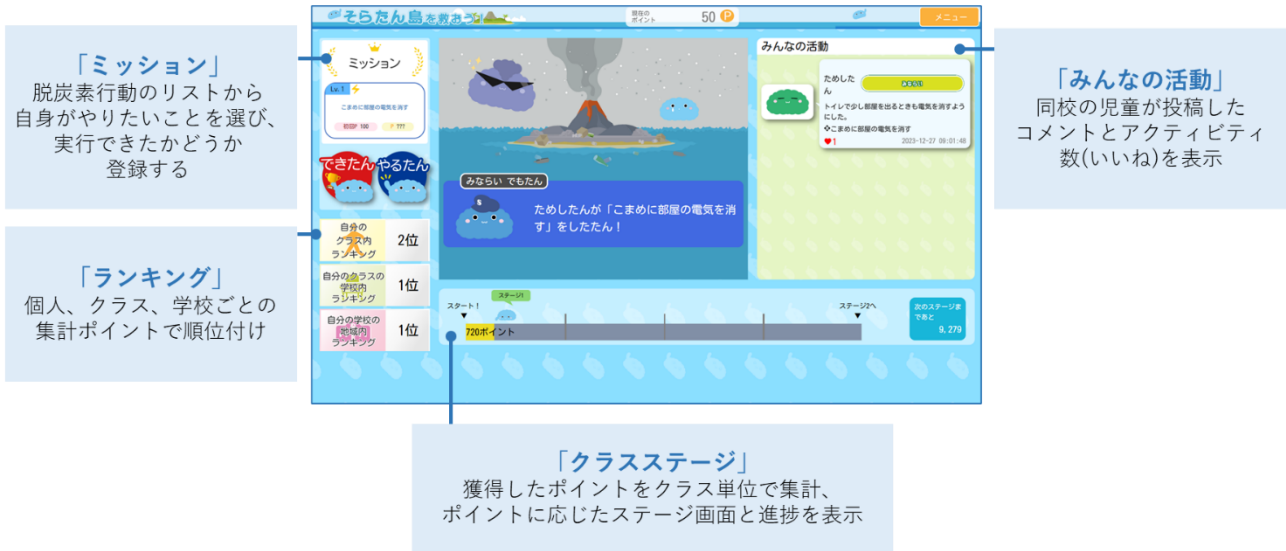 そらたん島を救おう!
現在の
ポイント
50 P
メニュー
「ミッション」
脱炭素行動のリストから
自身がやりたいことを選び、
実行できたかどうか
登録する
ミッション
Lv.1
こまめに部屋の電気を消す
初回P 100
P ???
できたん
やるたん
「ランキング」
個人、クラス、学校ごとの
集計ポイントで順位付け
自分の
クラス内
ランキング
2位
自分のクラスの
学校内
ランキング
1位
自分の学校の
地域内
ランキング
1位
みならい でもたん
ためしたんが「こまめに部屋の電気を消
す」をしたたん!
みんなの活動
ためした
ん
みならい
トイレで少し部屋を出るときも電気を消すよう
にした。
❖こまめに部屋の電気を消す
♥1
2023-12-27 08:01:48
「みんなの活動」
同校の児童が投稿した
コメントとアクティビティ
数(いいね)を表示
スタート!
▼
ステージ1
720ポイント
ステージ2へ
▼
次のステージま
であと
9,279
「クラスステージ」
獲得したポイントをクラス単位で集計、
ポイントに応じたステージ画面と進捗を表示